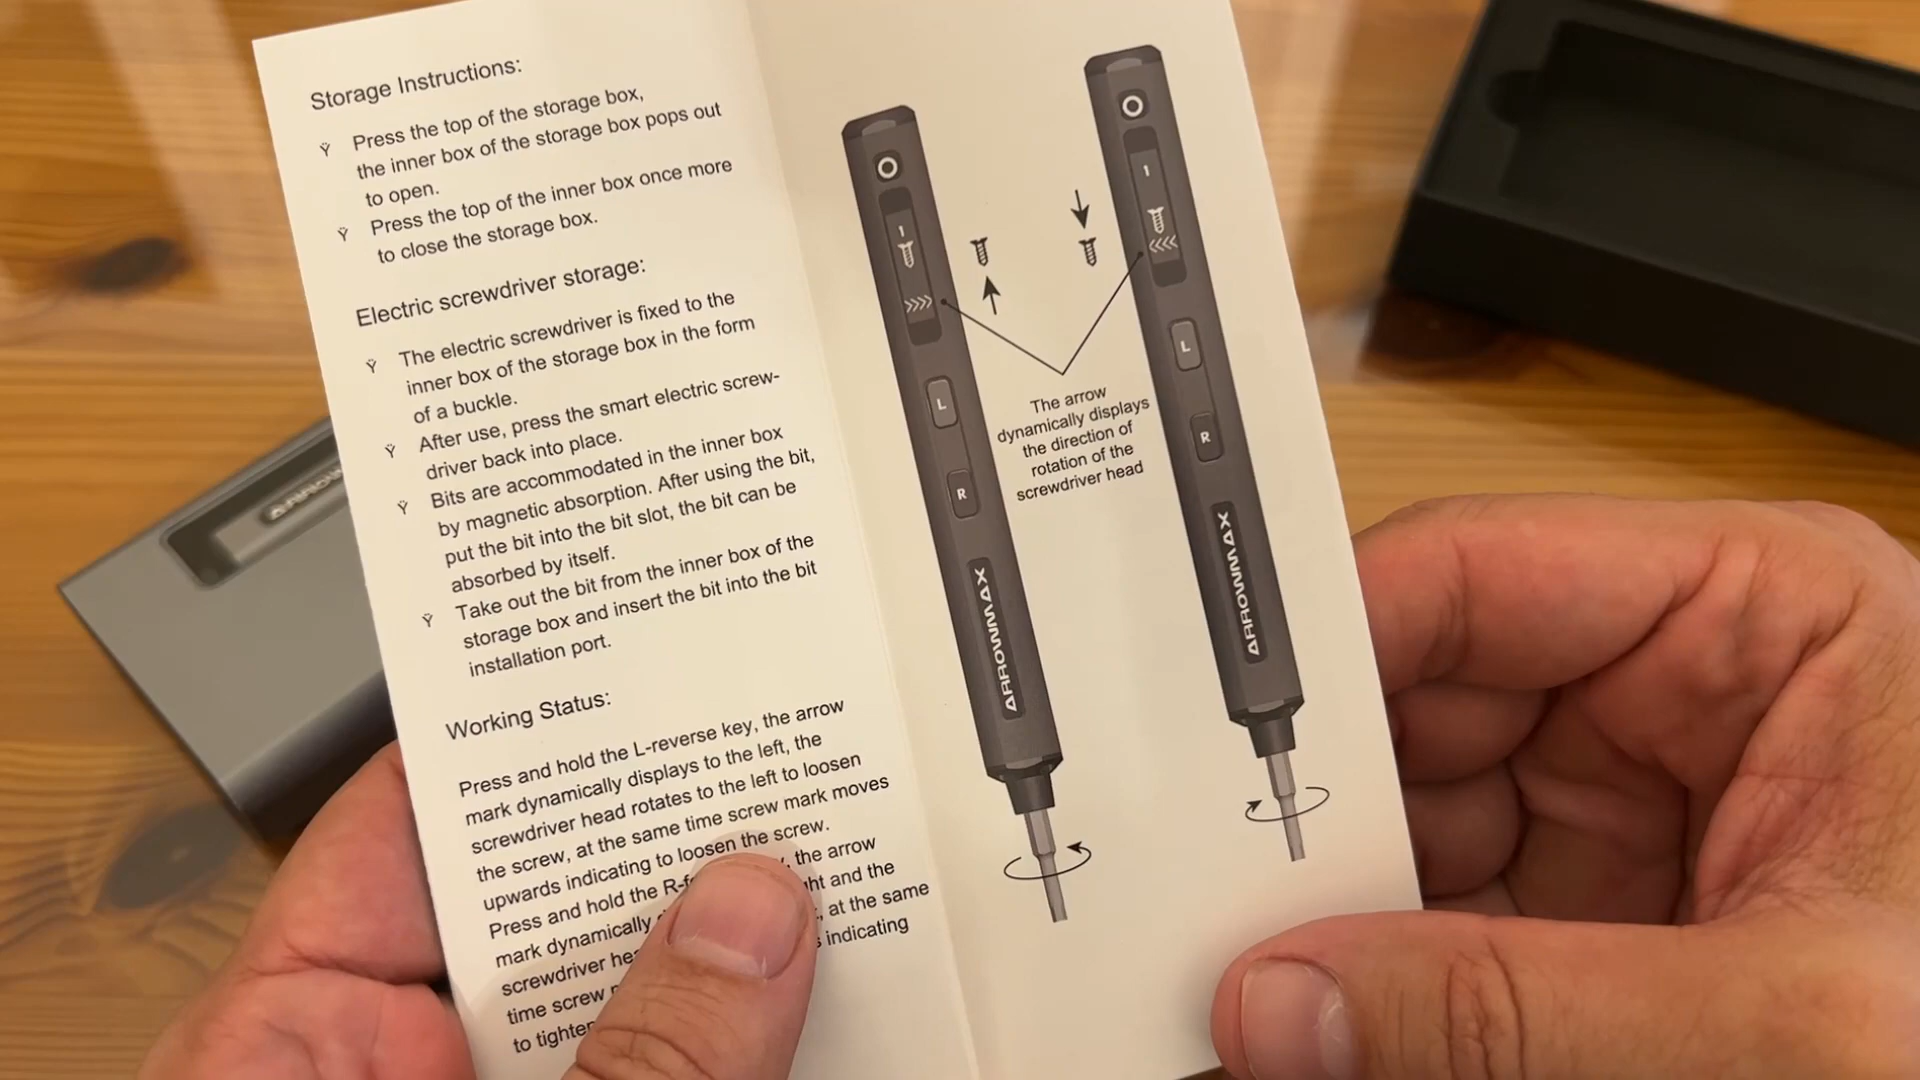 Storage Instructions:
Ÿ Press the top of the storage box,
the inner box of the storage box pops out
to open.
Ÿ Press the top of the inner box once more
to close the storage box.
Electric screwdriver storage:
Ÿ The electric screwdriver is fixed to the
inner box of the storage box in the form
of a buckle.
Ÿ After use, press the smart electric screw-
driver back into place.
Ÿ Bits are accommodated in the inner box
by magnetic absorption. After using the bit,
put the bit into the bit slot, the bit can be
absorbed by itself.
Ÿ Take out the bit from the inner box of the
storage box and insert the bit into the bit
installation port.
Working Status:
Press and hold the L-reverse key, the arrow
mark dynamically displays to the left, the
screwdriver head rotates to the left to loosen
the screw, at the same time screw mark moves
upwards indicating to loosen the screw.
Press and hold the the arrow
mark dynamically and the
screwdriver at the same
time screw indicating
to
1
>>>>
L
R
ARROWMAX
1
<<<<
L
R
ARROWMAX
The arrow
dynamically displays
the direction of
rotation of the
screwdriver head